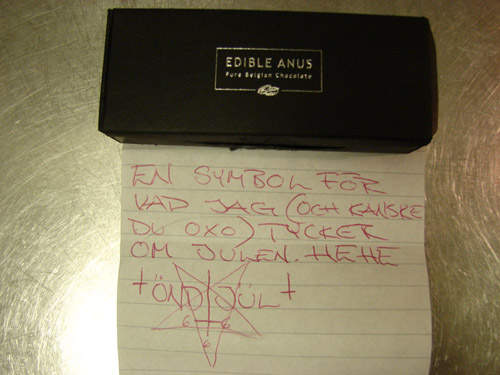 EDIBLE ANUS
Pure Belgian Chocolate
EN SYMBOL FÖR
VAD JAG (OCH KANSKE
DU OXO) TYCKER
OM JULEN. HEHE
† ÖND JÜL †
6 6
6